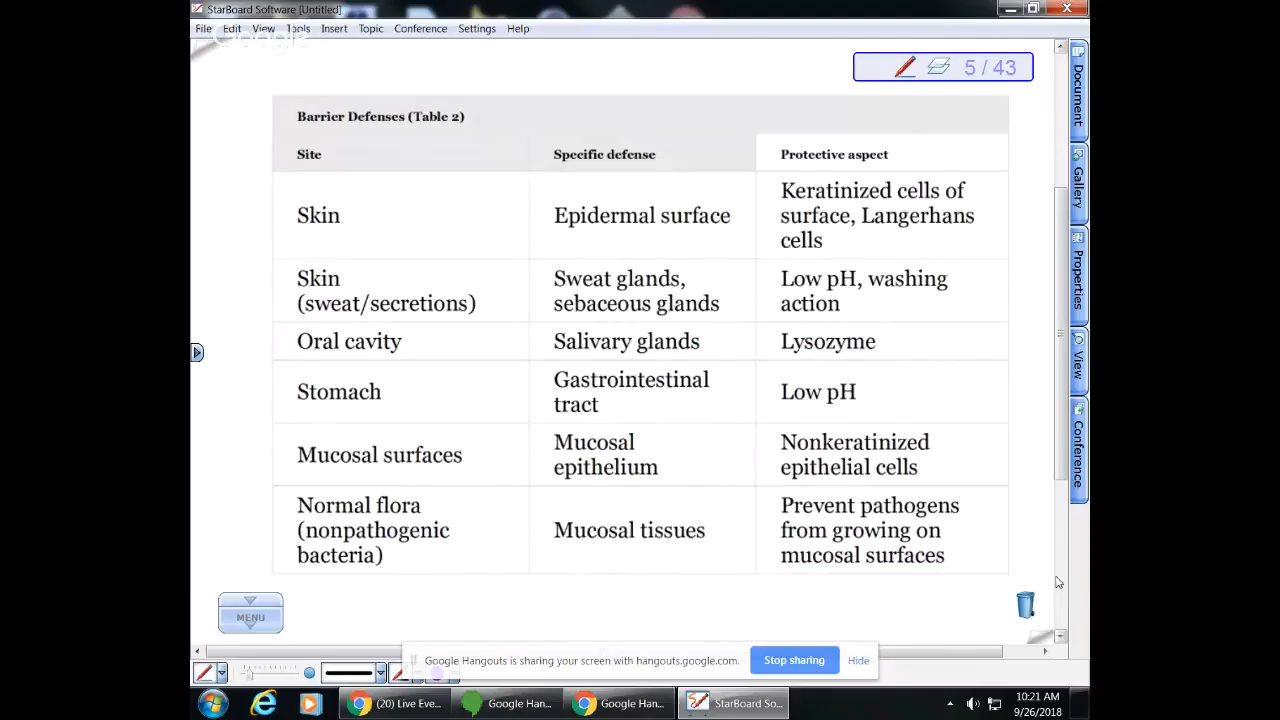 StarBoard Software [Untitled]
File Edit View Tools Insert Topic Conference Settings Help
Google
5 / 43
Document
Gallery
Properties
View
Conference
Barrier Defenses (Table 2)
Site Specific defense Protective aspect
Skin Epidermal surface Keratinized cells of
surface, Langerhans
cells
Skin
(sweat/secretions) Sweat glands,
sebaceous glands Low pH, washing
action
Oral cavity Salivary glands Lysozyme
Stomach Gastrointestinal
tract Low pH
Mucosal surfaces Mucosal
epithelium Nonkeratinized
epithelial cells
Normal flora
(nonpathogenic
bacteria) Mucosal tissues Prevent pathogens
from growing on
mucosal surfaces
MENU
Google Hangouts is sharing your screen with hangouts.google.com. Stop sharing Hide
(20) Live Eve... Google Han... Google Han... StarBoard So...
10:21 AM
9/26/2018